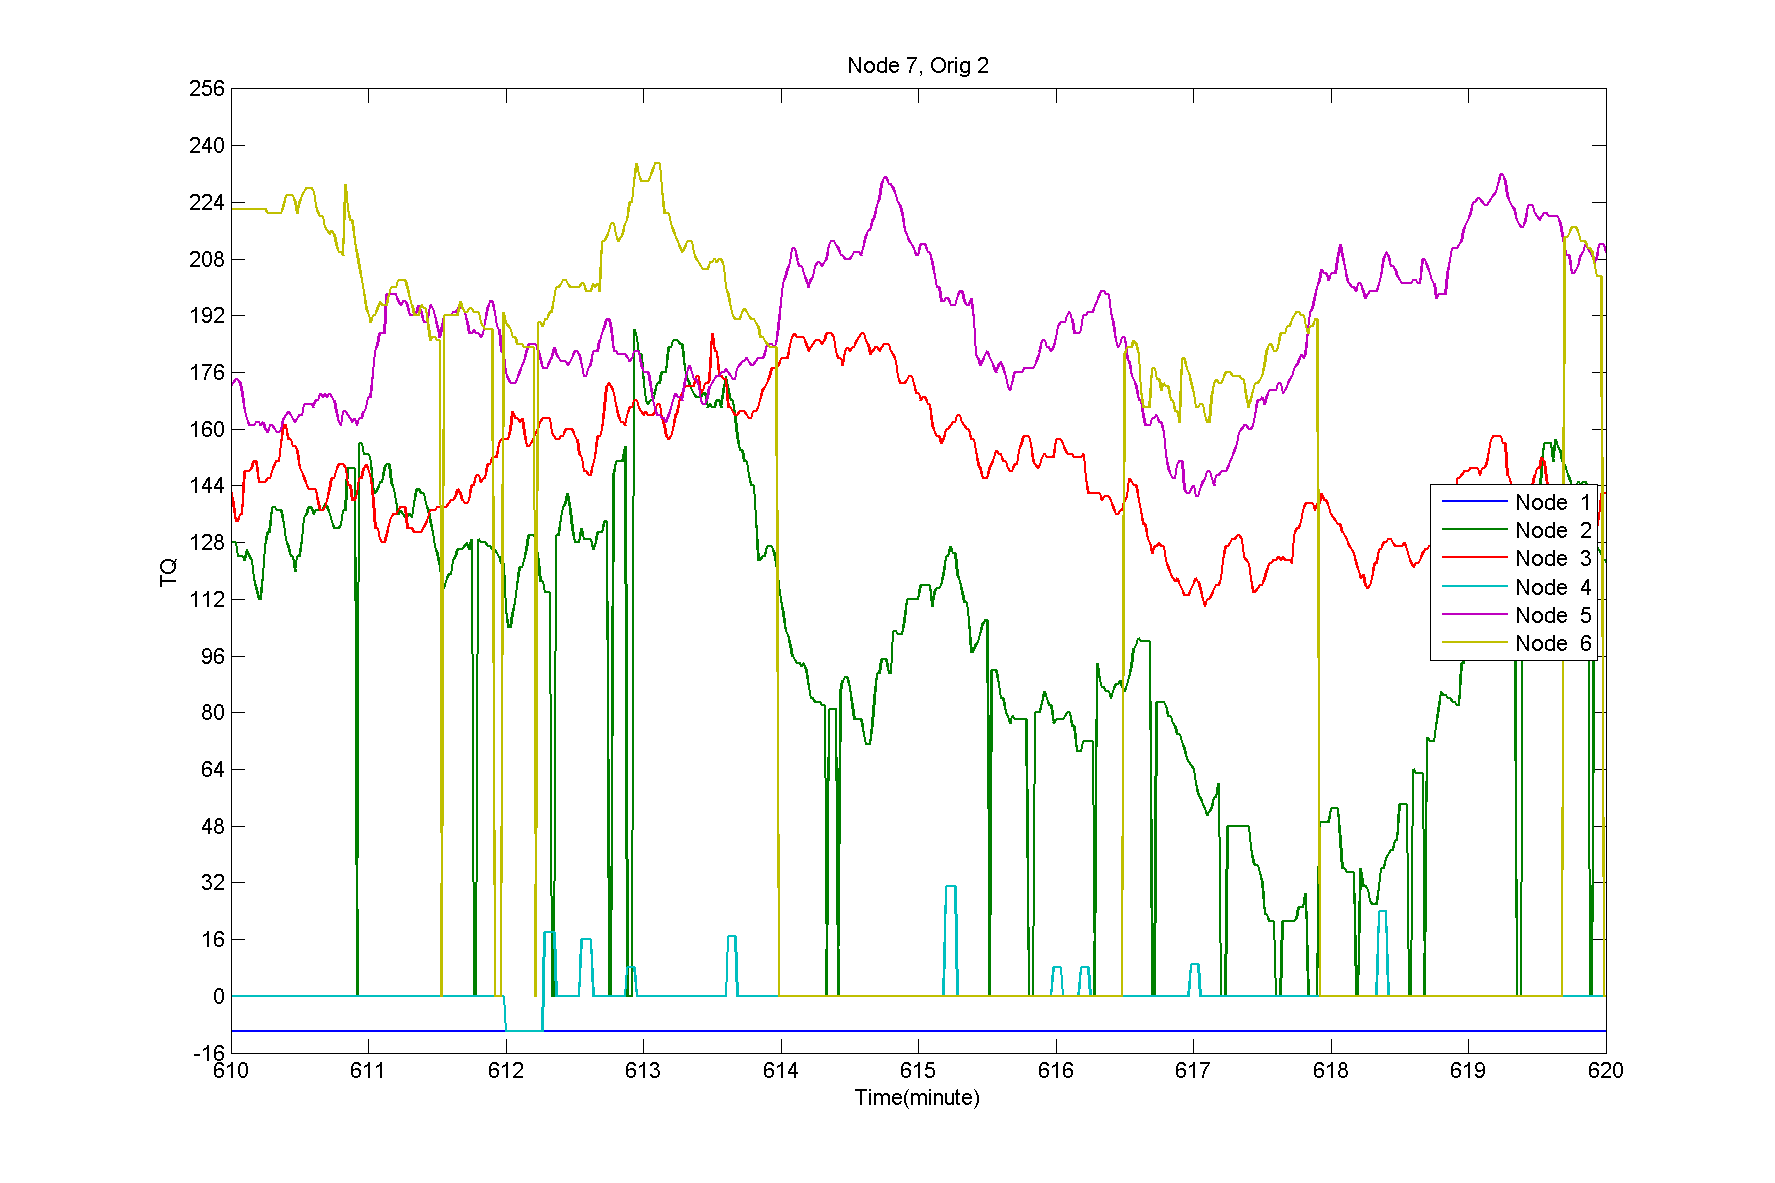 Node 7, Orig 2
256
240
224
208
192
176
160
144
128
112
96
80
64
48
32
16
0
-16
TQ
Node 1
Node 2
Node 3
Node 4
Node 5
Node 6
610 611 612 613 614 615 616 617 618 619 620
Time(minute)